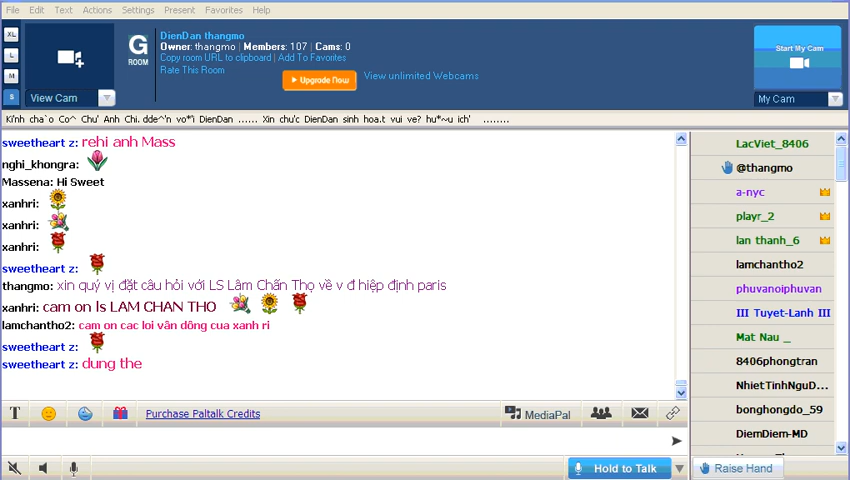 File Edit Text Actions Settings Present Favorites Help
XL
L
M
S
View Cam
G
ROOM
DienDan thangmo
Owner: thangmo | Members: 107 | Cams: 0
Copy room URL to clipboard | Add To Favorites
Rate This Room
Upgrade Now
View unlimited Webcams
Start My Cam
My Cam
Ki'nh cha`o Co^ Chu' Anh Chi. dde^'n vo*'i DienDan ...... Xin chu'c DienDan sinh hoa.t vui ve? hu*~u ich' ........
sweetheart z: rehi anh Mass
nghi_khongra:
Massena: Hi Sweet
xanhri:
xanhri:
xanhri:
sweetheart z:
thangmo: xin quý vị đặt câu hỏi với LS Lâm Chấn Thọ về v đ hiệp định paris
xanhri: cam on ls LAM CHAN THO
lamchantho2: cam on cac loi vân dông cua xanh ri
sweetheart z:
sweetheart z: dung the
LacViet_8406
@thangmo
a-nyc
playr_2
lan thanh_6
lamchantho2
phuvanoiphuvan
III Tuyet-Lanh III
Mat Nau _
8406phongtran
NhietTinhNguD...
bonghongdo_59
DiemDiem-MD
T
Purchase Paltalk Credits
MediaPal
Hold to Talk
Raise Hand